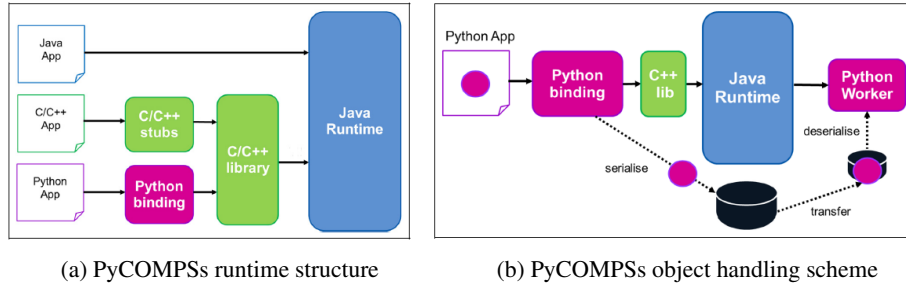 Java
App
C/C++
App
C/C++
stubs
Python
App
Python
binding
C/C++
library
Java
Runtime
(a) PyCOMPSs runtime structure
Python App
Python
binding
C++
lib
Java
Runtime
Python
Worker
serialise
deserialise
transfer
(b) PyCOMPSs object handling scheme